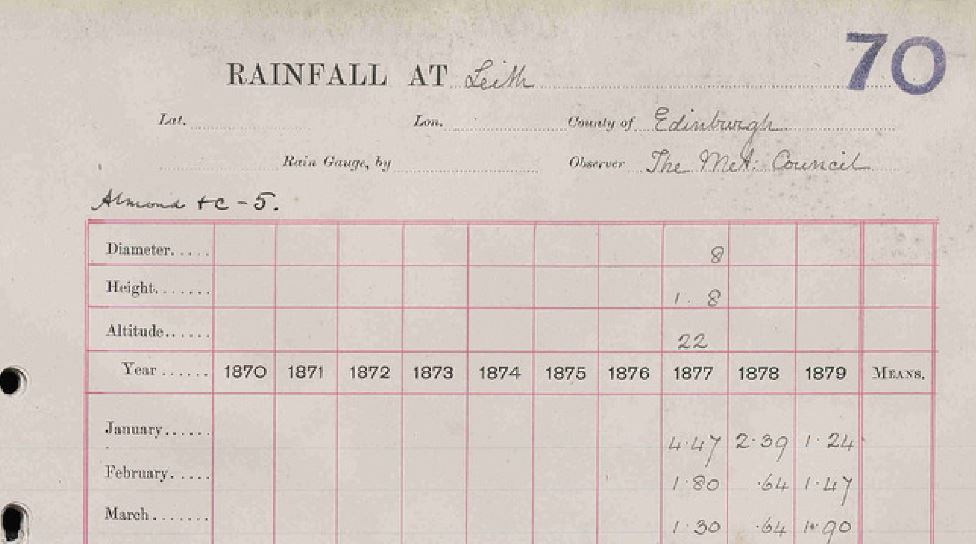 70
RAINFALL AT Leith
Lat. Lon. County of Edinburgh
Rain Gauge, by Observer The Met. Council
Almond &c - 5.
Diameter..... 8
Height....... 1. 8
Altitude...... 22
Year ...... 1870 1871 1872 1873 1874 1875 1876 1877 1878 1879 MEANS.
January...... 4·47 2·39 1·24
February..... 1·80 ·64 1·47
March....... 1·30 ·64